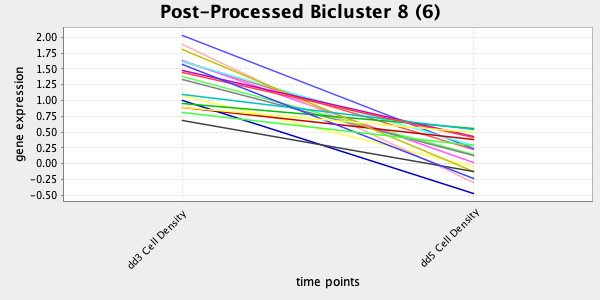 Post-Processed Bicluster 8 (6)
gene expression
2.00
1.75
1.50
1.25
1.00
0.75
0.50
0.25
0.00
-0.25
-0.50
dd3 Cell Density
dd5 Cell Density
time points